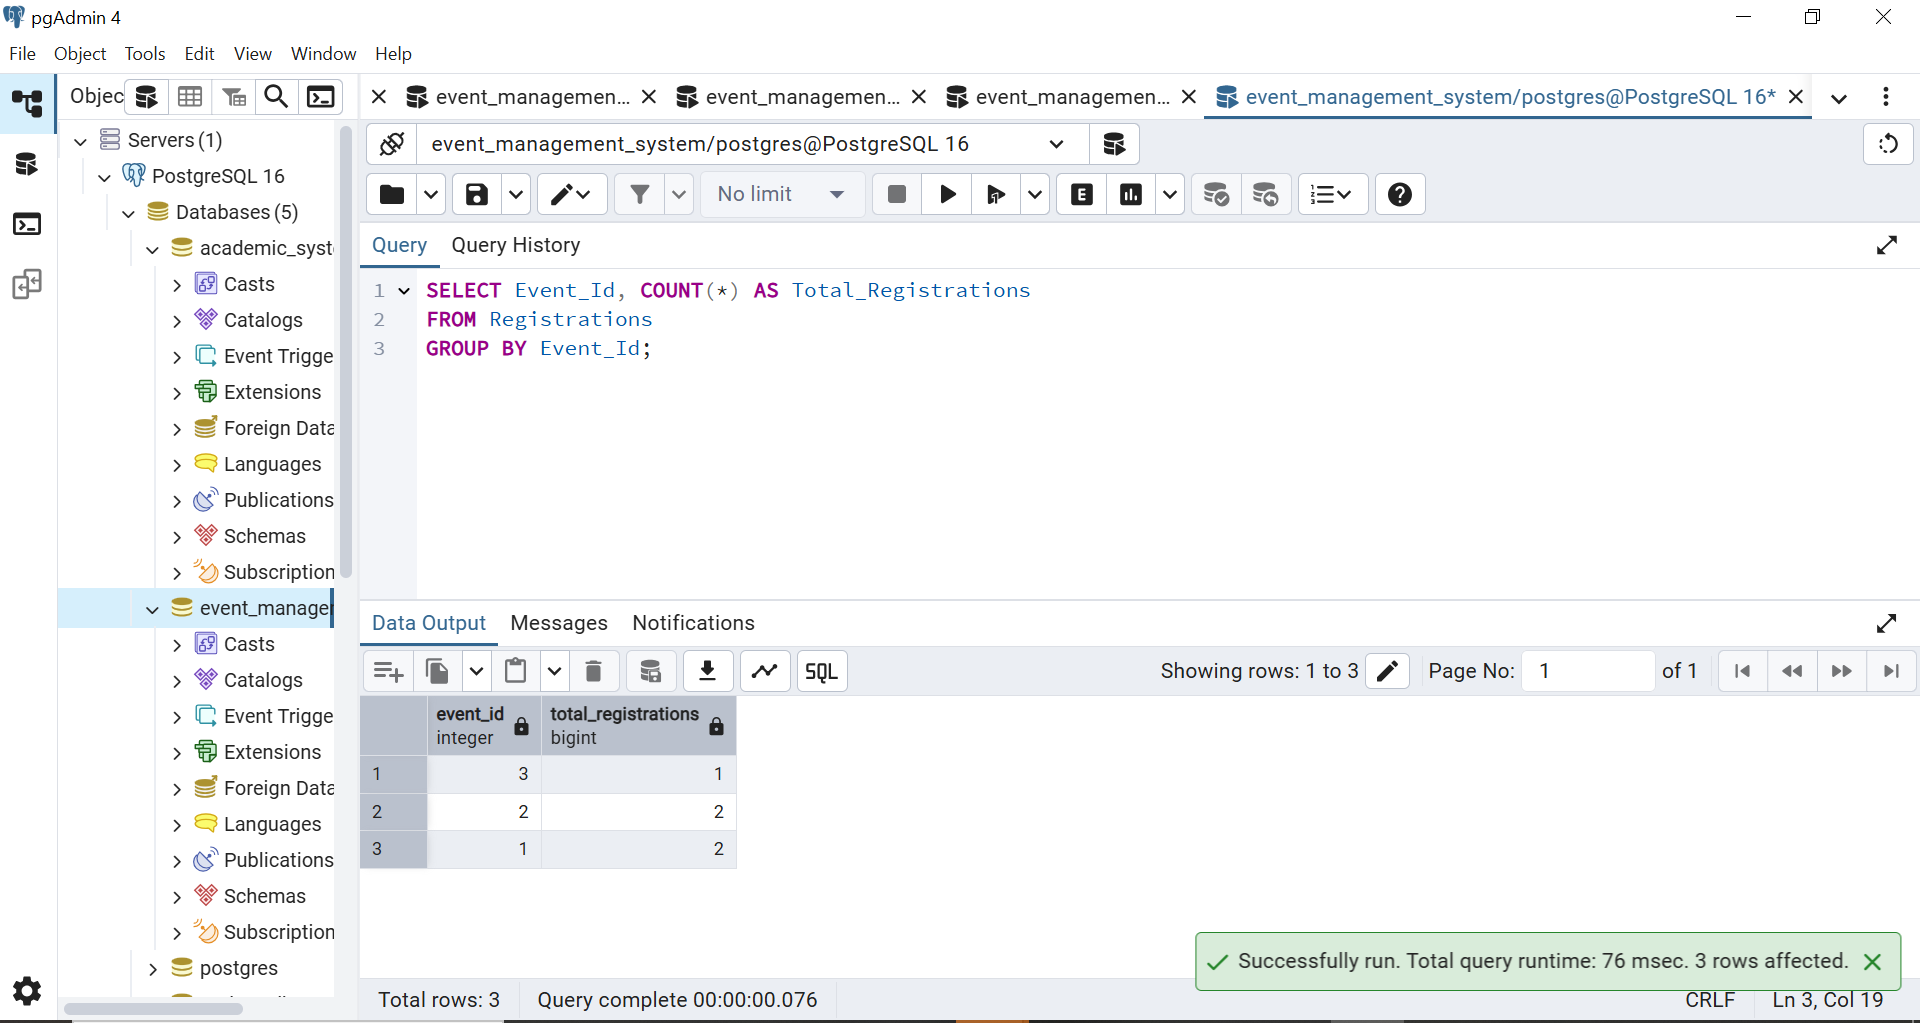 pgAdmin 4
File Object Tools Edit View Window Help
Objec
event_managemen...
event_managemen...
event_managemen...
event_management_system/postgres@PostgreSQL 16*
event_management_system/postgres@PostgreSQL 16
No limit
E
Query Query History
1 SELECT Event_Id, COUNT(*) AS Total_Registrations
2 FROM Registrations
3 GROUP BY Event_Id;
Servers (1)
PostgreSQL 16
Databases (5)
academic_syst
Casts
Catalogs
Event Trigge
Extensions
Foreign Data
Languages
Publications
Schemas
Subscription
event_manager
Casts
Catalogs
Event Trigge
Extensions
Foreign Data
Languages
Publications
Schemas
Subscription
postgres
Data Output Messages Notifications
SQL
Showing rows: 1 to 3
Page No: 1 of 1
event_id total_registrations
integer bigint
1 3 1
2 2 2
3 1 2
Successfully run. Total query runtime: 76 msec. 3 rows affected.
Total rows: 3 Query complete 00:00:00.076 CRLF Ln 3, Col 19